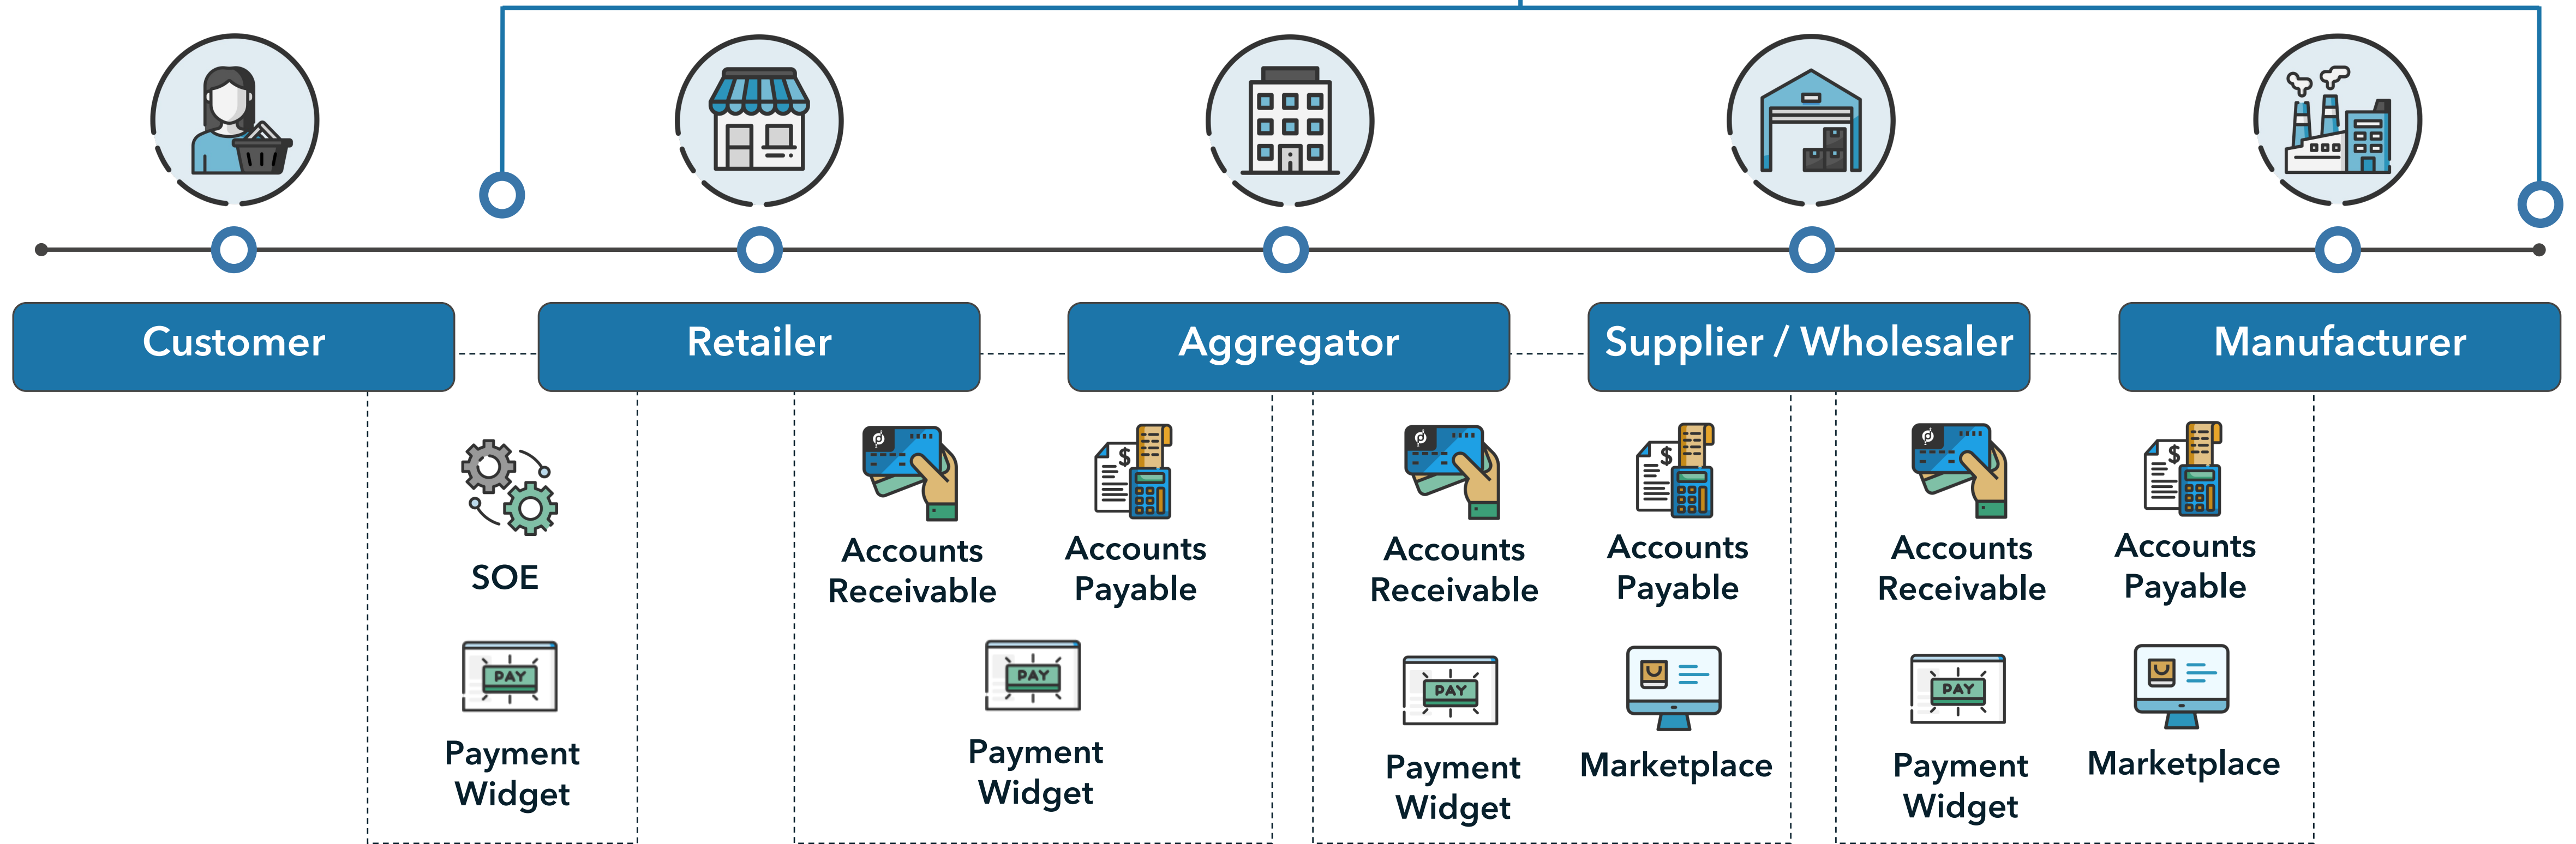 Customer
Retailer
Aggregator
Supplier / Wholesaler
Manufacturer
SOE
Payment
Widget
PAY
$
Accounts
Receivable
Accounts
Payable
PAY
Payment
Widget
$
Accounts
Receivable
Accounts
Payable
PAY
Payment
Widget
Marketplace
$
Accounts
Receivable
Accounts
Payable
PAY
Payment
Widget
Marketplace